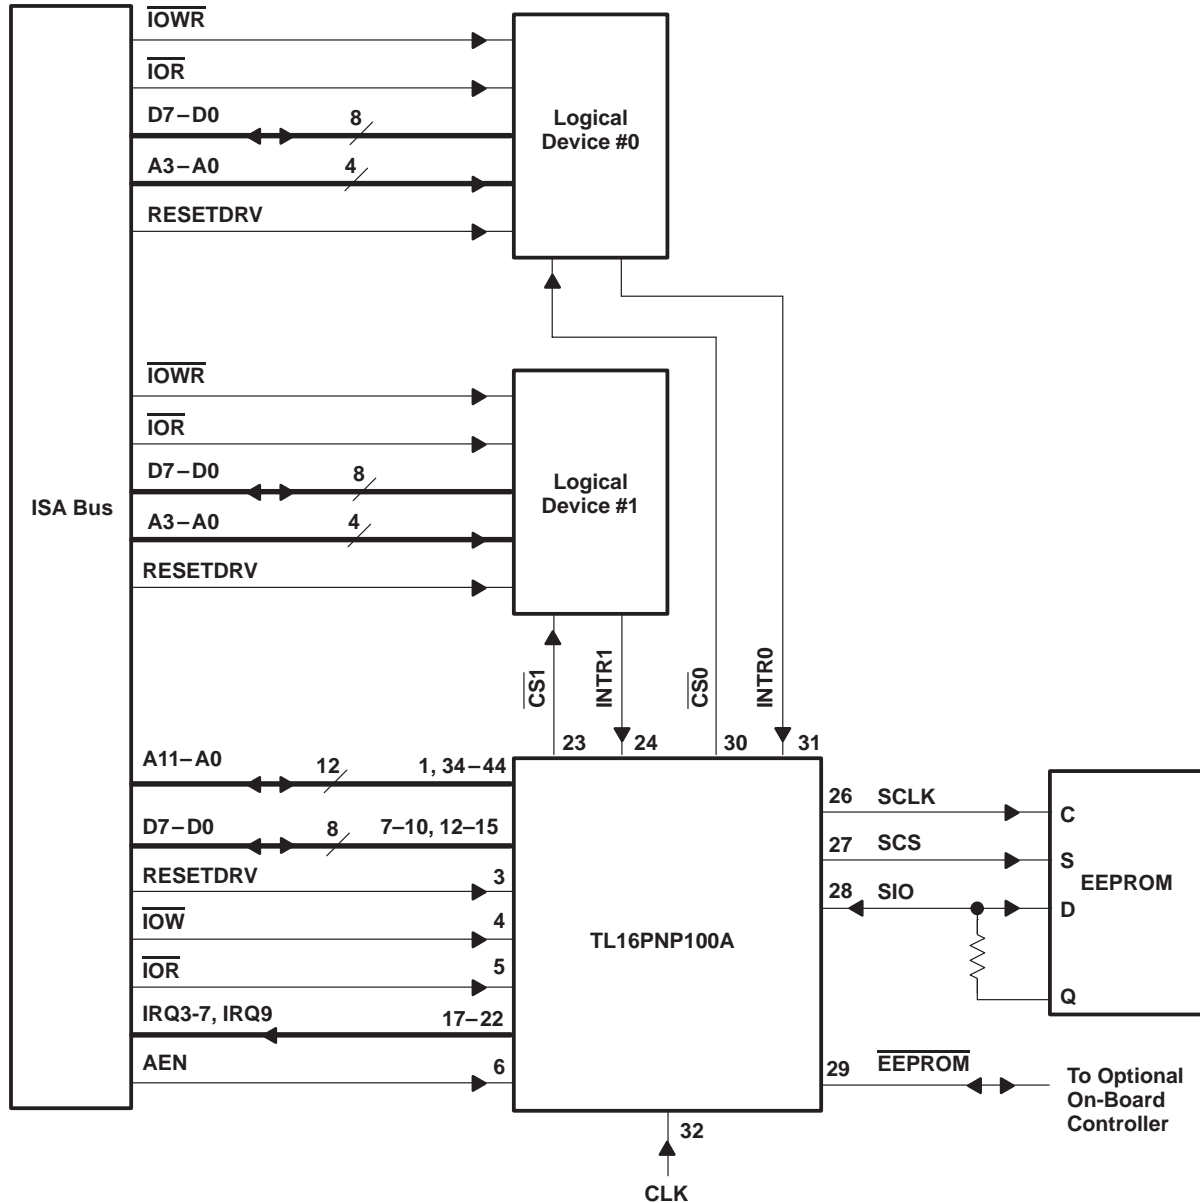 IOWR
IOR
D7–D0
8
A3–A0
4
RESETDRV
Logical
Device #0
IOWR
IOR
D7–D0
8
A3–A0
4
RESETDRV
Logical
Device #1
ISA Bus
CS1
INTR1
CS0
INTR0
23
24
30
31
A11–A0
12
1, 34–44
D7–D0
8
7–10, 12–15
RESETDRV
3
IOW
4
IOR
5
IRQ3-7, IRQ9
17–22
AEN
6
TL16PNP100A
26
SCLK
27
SCS
28
SIO
29
EEPROM
C
S
D
Q
EEPROM
To Optional
On-Board
Controller
32
CLK